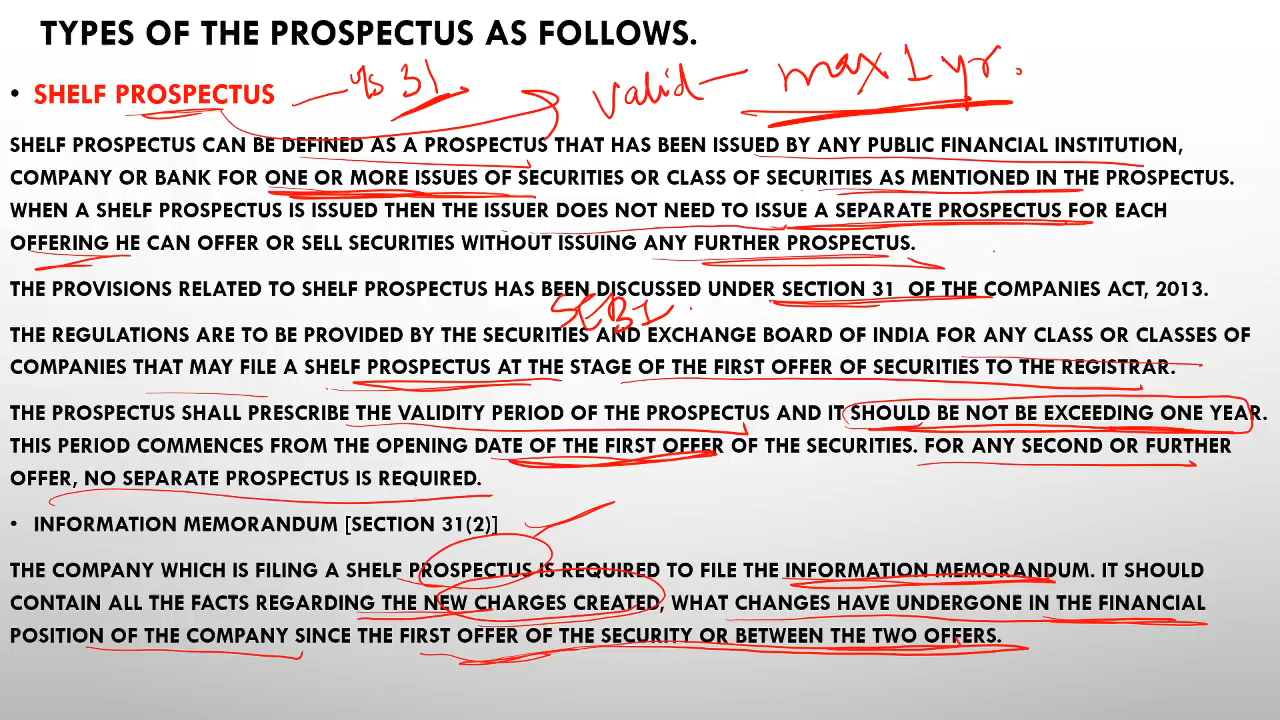 TYPES OF THE PROSPECTUS AS FOLLOWS.
• SHELF PROSPECTUS u/s 31 valid - max 1 yr.
SHELF PROSPECTUS CAN BE DEFINED AS A PROSPECTUS THAT HAS BEEN ISSUED BY ANY PUBLIC FINANCIAL INSTITUTION,
COMPANY OR BANK FOR ONE OR MORE ISSUES OF SECURITIES OR CLASS OF SECURITIES AS MENTIONED IN THE PROSPECTUS.
WHEN A SHELF PROSPECTUS IS ISSUED THEN THE ISSUER DOES NOT NEED TO ISSUE A SEPARATE PROSPECTUS FOR EACH
OFFERING HE CAN OFFER OR SELL SECURITIES WITHOUT ISSUING ANY FURTHER PROSPECTUS.
THE PROVISIONS RELATED TO SHELF PROSPECTUS HAS BEEN DISCUSSED UNDER SECTION 31 OF THE COMPANIES ACT, 2013.
SEBI.
THE REGULATIONS ARE TO BE PROVIDED BY THE SECURITIES AND EXCHANGE BOARD OF INDIA FOR ANY CLASS OR CLASSES OF
COMPANIES THAT MAY FILE A SHELF PROSPECTUS AT THE STAGE OF THE FIRST OFFER OF SECURITIES TO THE REGISTRAR.
THE PROSPECTUS SHALL PRESCRIBE THE VALIDITY PERIOD OF THE PROSPECTUS AND IT SHOULD BE NOT BE EXCEEDING ONE YEAR.
THIS PERIOD COMMENCES FROM THE OPENING DATE OF THE FIRST OFFER OF THE SECURITIES. FOR ANY SECOND OR FURTHER
OFFER, NO SEPARATE PROSPECTUS IS REQUIRED.
• INFORMATION MEMORANDUM [SECTION 31(2)]
THE COMPANY WHICH IS FILING A SHELF PROSPECTUS IS REQUIRED TO FILE THE INFORMATION MEMORANDUM. IT SHOULD
CONTAIN ALL THE FACTS REGARDING THE NEW CHARGES CREATED, WHAT CHANGES HAVE UNDERGONE IN THE FINANCIAL
POSITION OF THE COMPANY SINCE THE FIRST OFFER OF THE SECURITY OR BETWEEN THE TWO OFFERS.